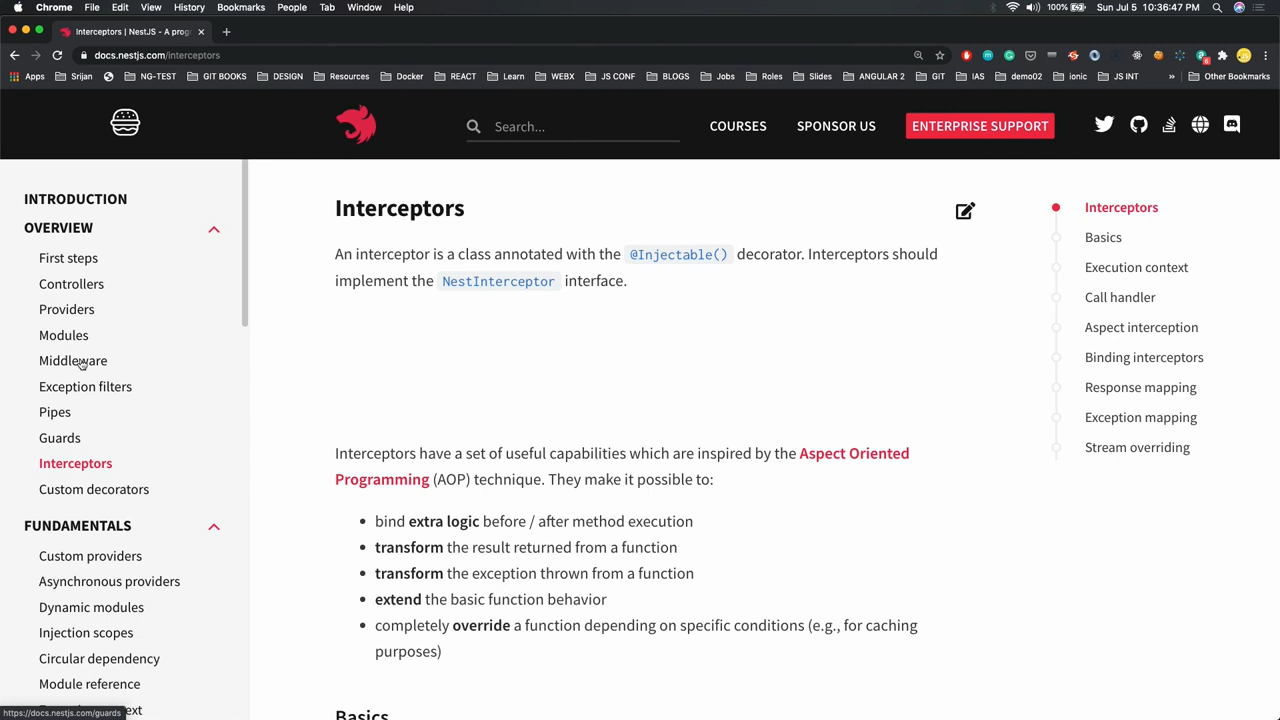 Chrome File Edit View History Bookmarks People Tab Window Help 100% Sun Jul 5 10:36:47 PM
Interceptors | NestJS - A prog
docs.nestjs.com/interceptors
Apps Srijan NG-TEST GIT BOOKS DESIGN Resources Docker RxJS Learn WEBX JS CONF BLOGS Jobs Roles Slides ANGULAR 2 GIT IAS demo02 ionic JS INT » Other Bookmarks
Search...
COURSES
SPONSOR US
ENTERPRISE SUPPORT
INTRODUCTION
OVERVIEW
First steps
Controllers
Providers
Modules
Middleware
Exception filters
Pipes
Guards
Interceptors
Custom decorators
FUNDAMENTALS
Custom providers
Asynchronous providers
Dynamic modules
Injection scopes
Circular dependency
Module reference
https://docs.nestjs.com/guards
Interceptors
An interceptor is a class annotated with the @Injectable() decorator. Interceptors should
implement the NestInterceptor interface.
Interceptors have a set of useful capabilities which are inspired by the Aspect Oriented
Programming (AOP) technique. They make it possible to:
• bind extra logic before / after method execution
• transform the result returned from a function
• transform the exception thrown from a function
• extend the basic function behavior
• completely override a function depending on specific conditions (e.g., for caching
purposes)
Basics
Interceptors
Basics
Execution context
Call handler
Aspect interception
Binding interceptors
Response mapping
Exception mapping
Stream overriding